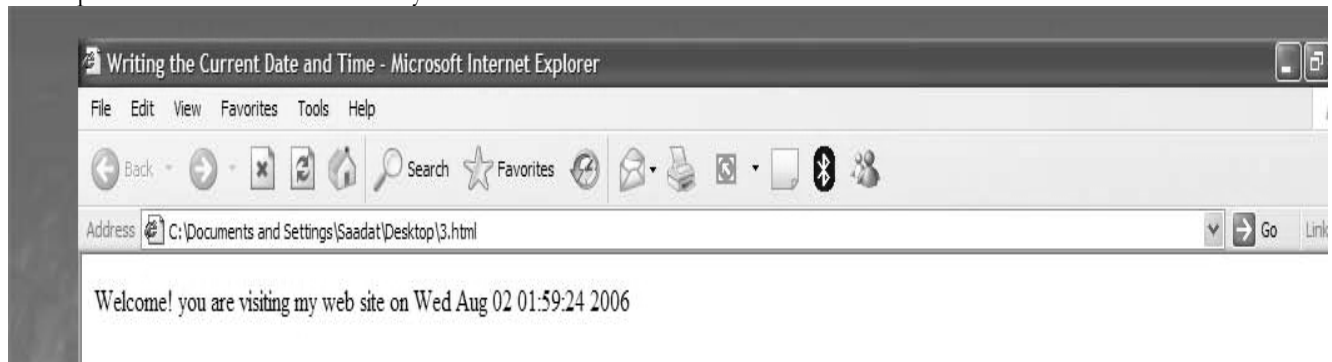 Writing the Current Date and Time - Microsoft Internet Explorer
File Edit View Favorites Tools Help
Back Search Favorites
Address C:\Documents and Settings\Saadat\Desktop\3.html Go Link
Welcome! you are visiting my web site on Wed Aug 02 01:59:24 2006